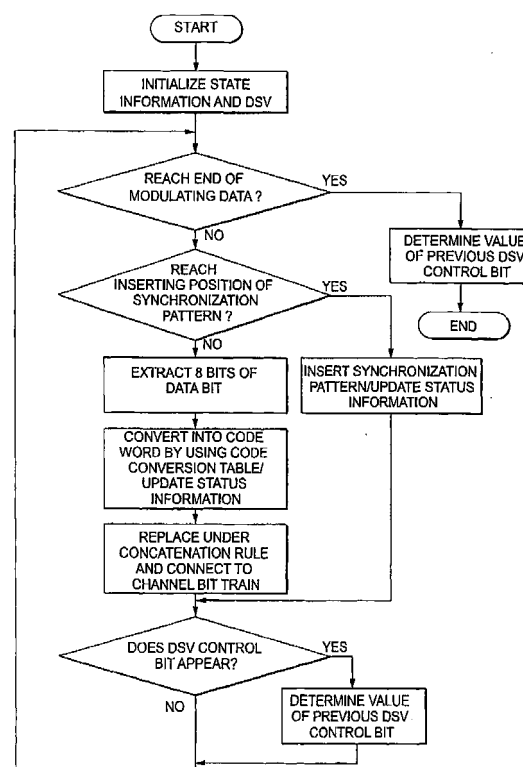 START
INITIALIZE STATE
INFORMATION AND DSV
REACH END OF
MODULATING DATA ?
YES
NO
DETERMINE VALUE
OF PREVIOUS DSV
CONTROL BIT
END
REACH
INSERTING POSITION OF
SYNCHRONIZATION
PATTERN ?
YES
NO
EXTRACT 8 BITS OF
DATA BIT
INSERT SYNCHRONIZATION
PATTERN/UPDATE STATUS
INFORMATION
CONVERT INTO CODE
WORD BY USING CODE
CONVERSION TABLE/
UPDATE STATUS
INFORMATION
REPLACE UNDER
CONCATENATION RULE
AND CONNECT TO
CHANNEL BIT TRAIN
DOES DSV CONTROL
BIT APPEAR?
YES
NO
DETERMINE VALUE
OF PREVIOUS DSV
CONTROL BIT